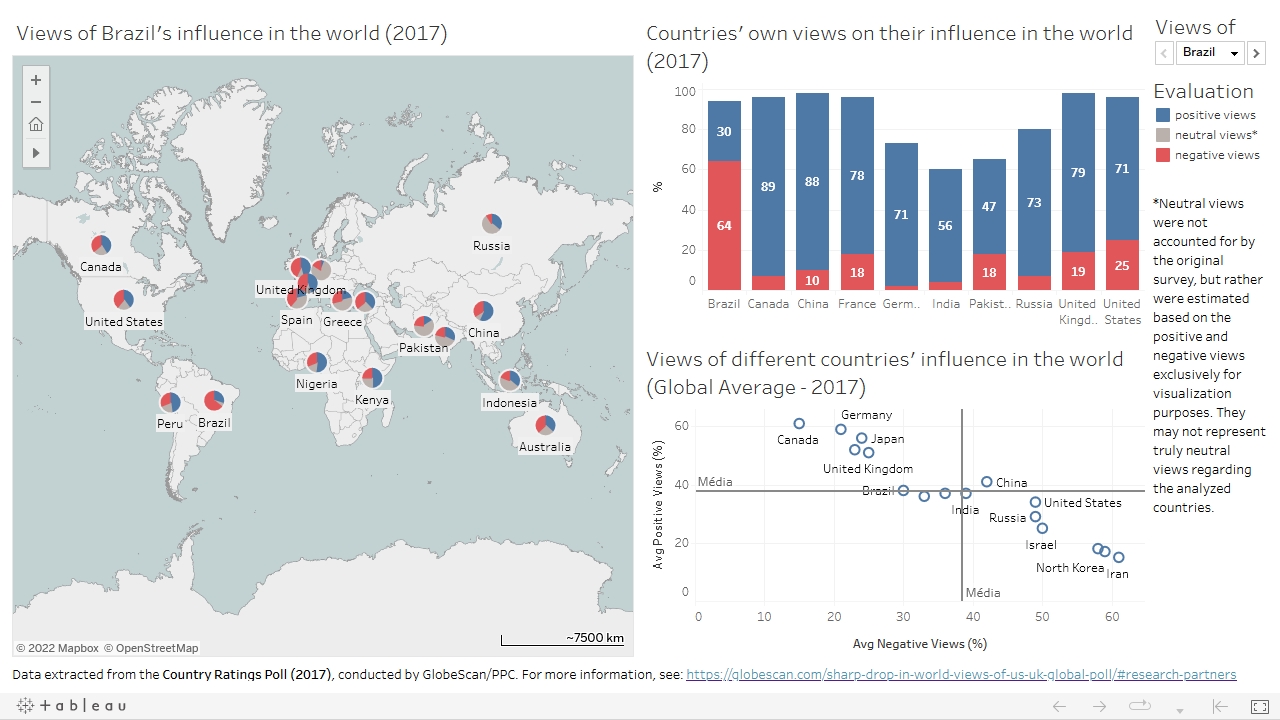 Views of Brazil's influence in the world (2017)
Canada
United States
Russia
United Kingdom
Spain
Greece
China
Pakistan
Nigeria
Kenya
Indonesia
Peru
Brazil
Australia
© 2022 Mapbox © OpenStreetMap
~7500 km
Countries' own views on their influence in the world
(2017)
%
100
80
60
40
20
0
30
64
89
88
10
78
18
71
56
47
18
73
79
19
71
25
Brazil
Canada
China
France
Germ..
India
Pakist..
Russia
United
Kingd..
United
States
Views of different countries' influence in the world
(Global Average - 2017)
Avg Positive Views (%)
60
40
20
0
Germany
Canada
Japan
United Kingdom
Média
Brazil
China
India
United States
Russia
Israel
North Korea
Iran
Média
0
10
20
30
40
50
60
Avg Negative Views (%)
Views of
Brazil
Evaluation
positive views
neutral views*
negative views
*Neutral views
were not
accounted for by
the original
survey, but rather
were estimated
based on the
positive and
negative views
exclusively for
visualization
purposes. They
may not represent
truly neutral
views regarding
the analyzed
countries.
Data extracted from the Country Ratings Poll (2017), conducted by GlobeScan/PPC. For more information, see: https://globescan.com/sharp-drop-in-world-views-of-us-uk-global-poll/#research-partners
+ableau